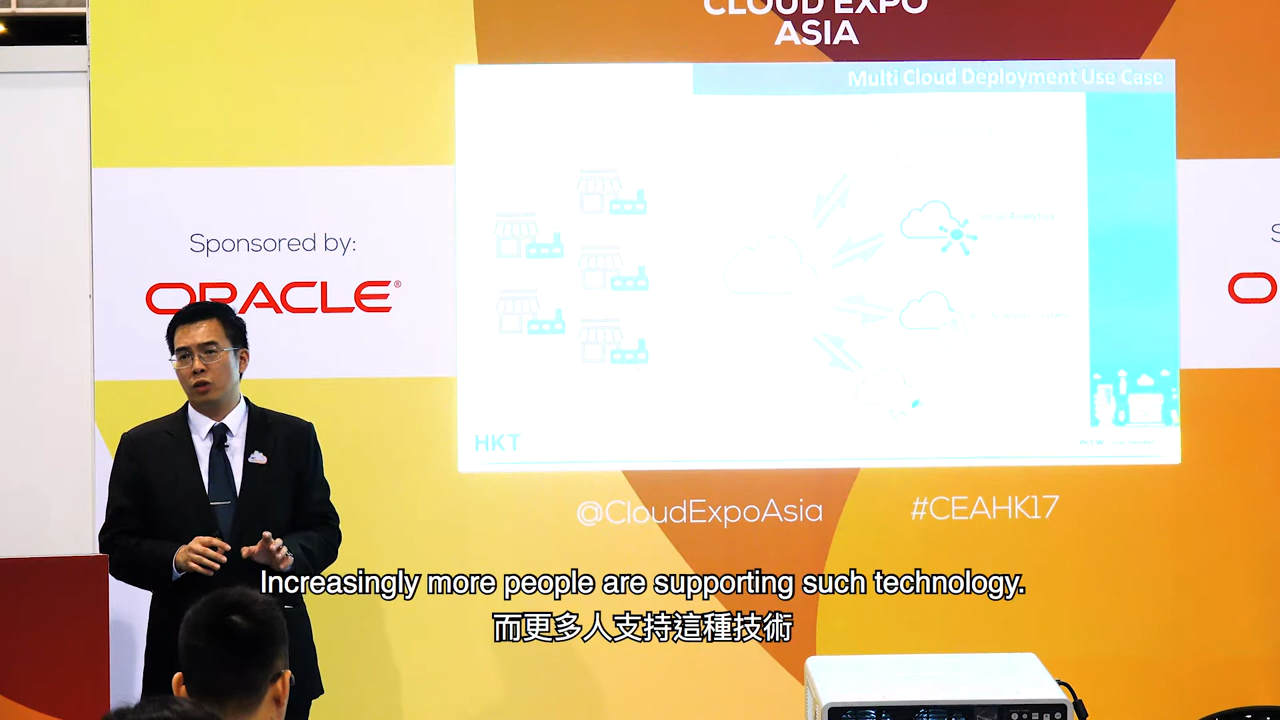 CLOUD EXPO
ASIA
Multi Cloud Deployment Use Case
Sponsored by:
ORACLE®
HKT
@CloudExpoAsia
#CEAHK17
Increasingly more people are supporting such technology.
而更多人支持這種技術